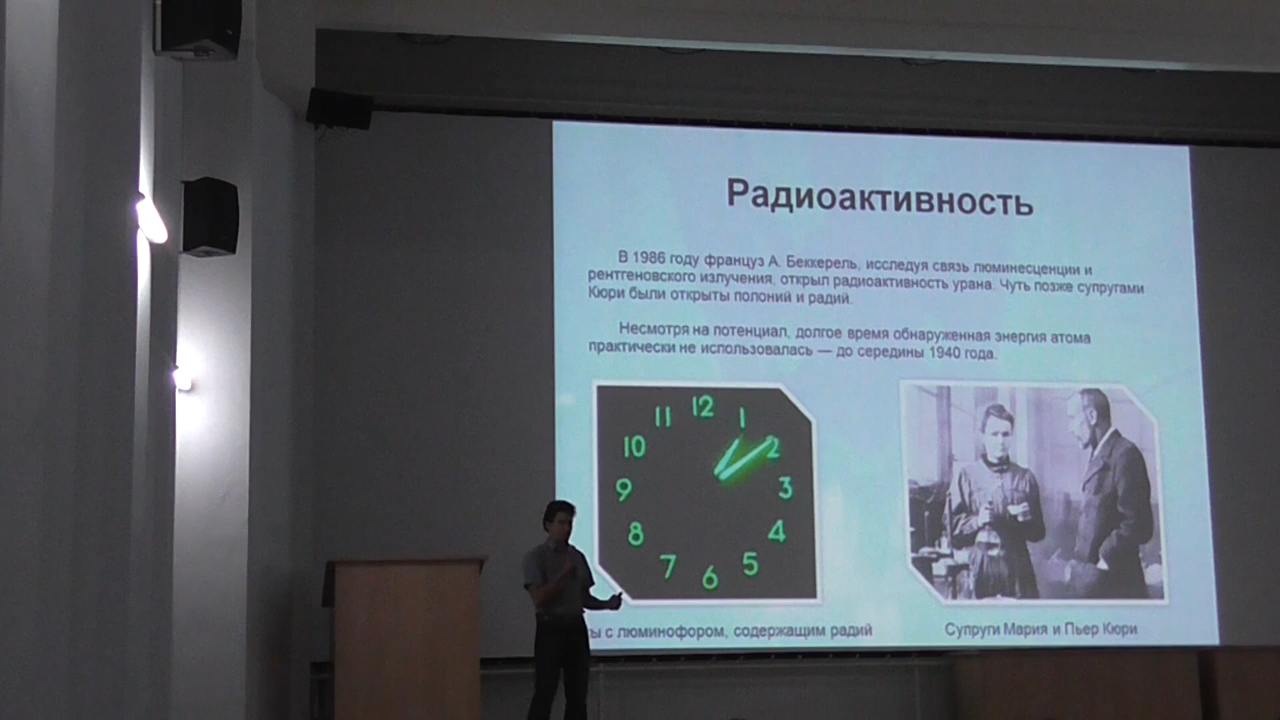 Радиоактивность
В 1986 году француз А. Беккерель, исследуя связь люминесценции и
рентгеновского излучения, открыл радиоактивность урана. Чуть позже супругами
Кюри были открыты полоний и радий.
Несмотря на потенциал, долгое время обнаруженная энергия атома
практически не использовалась — до середины 1940 года.
12
11 1
10 2
9 3
8 4
7 5
6
ы с люминофором, содержащим радий
Супруги Мария и Пьер Кюри